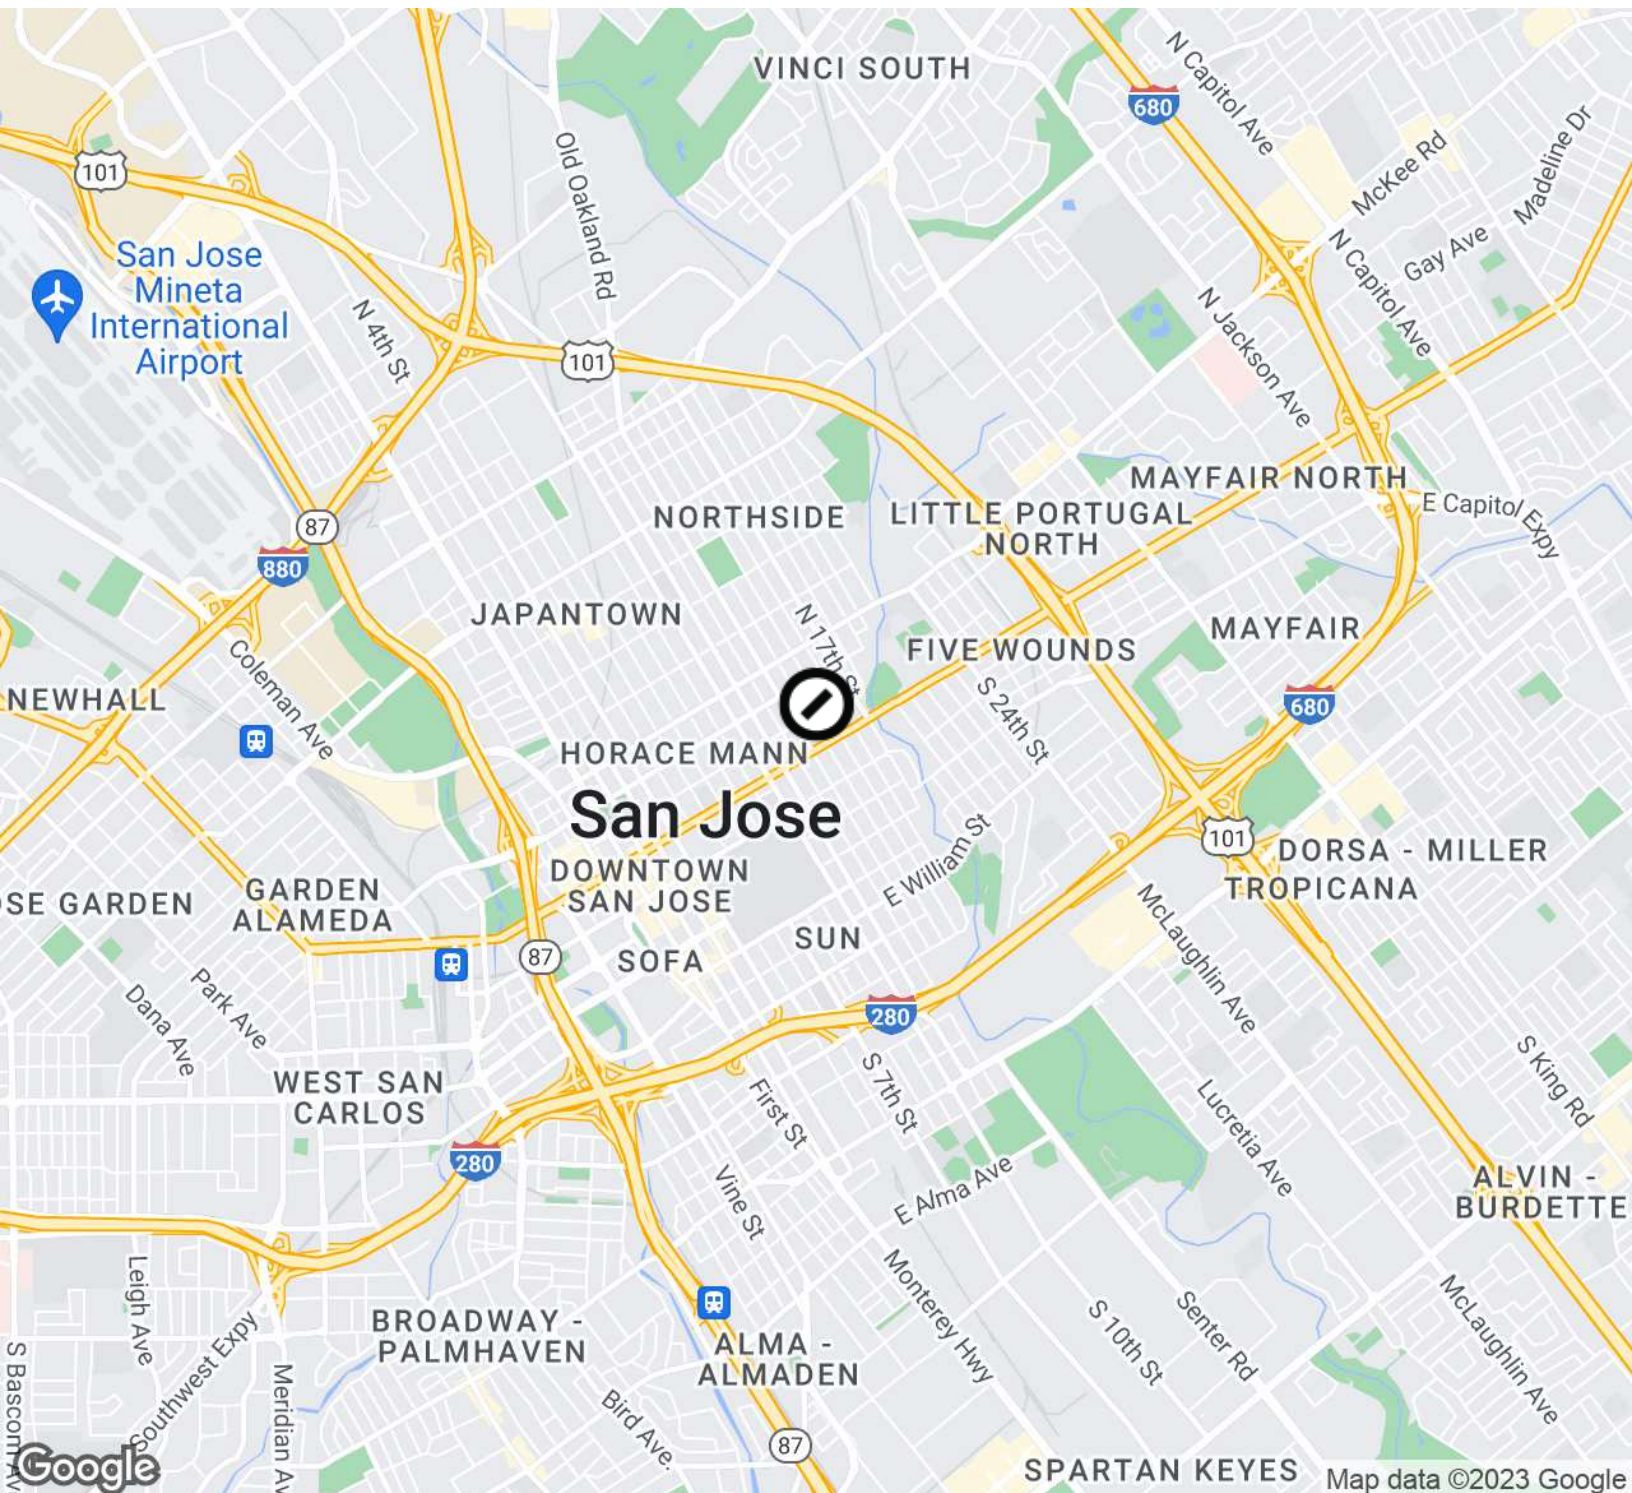 VINCI SOUTH
680
N Capitol Ave
McKee Rd
Madeline Dr
101
Old Oakland Rd
San Jose
Mineta
International
Airport
N 4th St
101
N Capitol Ave
Gay Ave
N Jackson Ave
MAYFAIR NORTH
E Capitol Expy
NORTHSIDE
LITTLE PORTUGAL
NORTH
87
880
JAPANTOWN
N 17th St
FIVE WOUNDS
MAYFAIR
Coleman Ave
NEWHALL
S 24th St
680
HORACE MANN
San Jose
DOWNTOWN
SAN JOSE
E William St
101
DORSA - MILLER
TROPICANA
OSE GARDEN
GARDEN
ALAMEDA
SUN
SOFA
87
McLaughlin Ave
Park Ave
Dana Ave
280
WEST SAN
CARLOS
First St
S 7th St
S King Rd
Lucretia Ave
280
Vine St
E Alma Ave
ALVIN -
BURDETTE
Leigh Ave
Southwest Expy
BROADWAY -
PALMHAVEN
ALMA -
ALMADEN
Monterey Hwy
S 10th St
Senter Rd
McLaughlin Ave
S Bascom Av
Meridian Av
Bird Ave.
87
Google
SPARTAN KEYES
Map data ©2023 Google